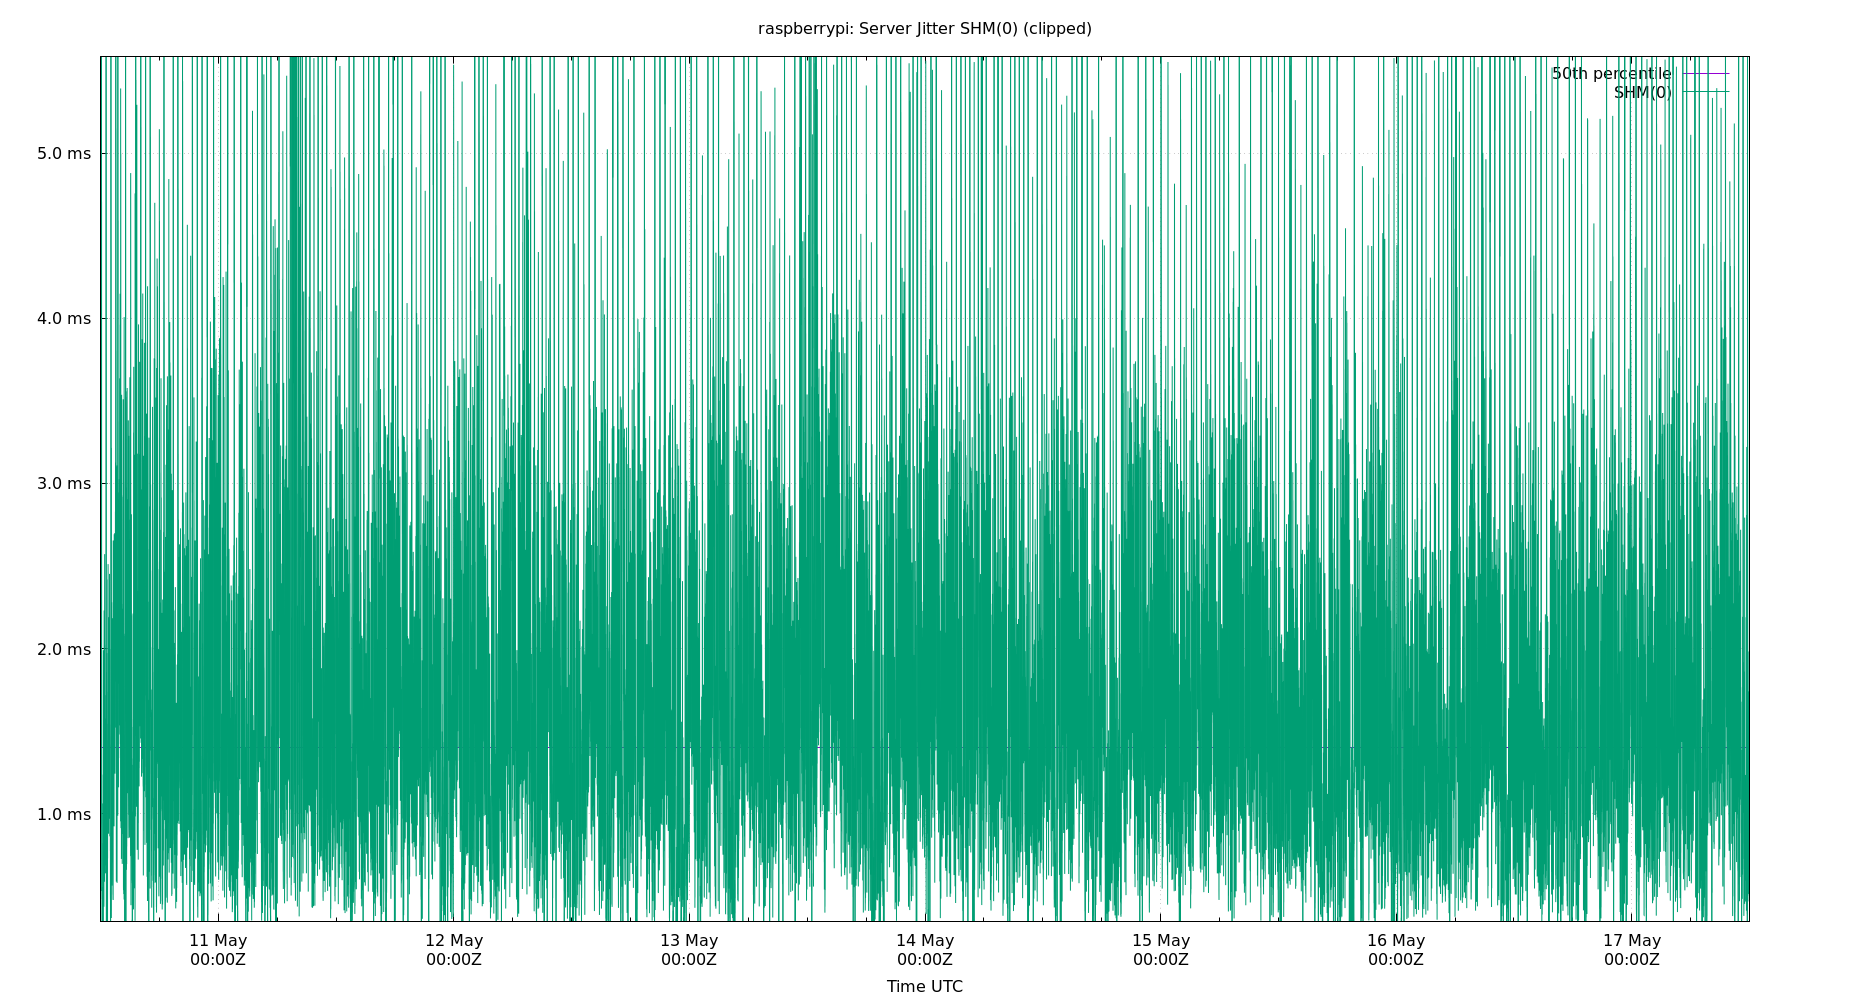 raspberrypi: Server Jitter SHM(0) (clipped)
50th percentile
SHM(0)
5.0 ms
4.0 ms
3.0 ms
2.0 ms
1.0 ms
11 May 12 May 13 May 14 May 15 May 16 May 17 May
00:00Z 00:00Z 00:00Z 00:00Z 00:00Z 00:00Z 00:00Z
Time UTC